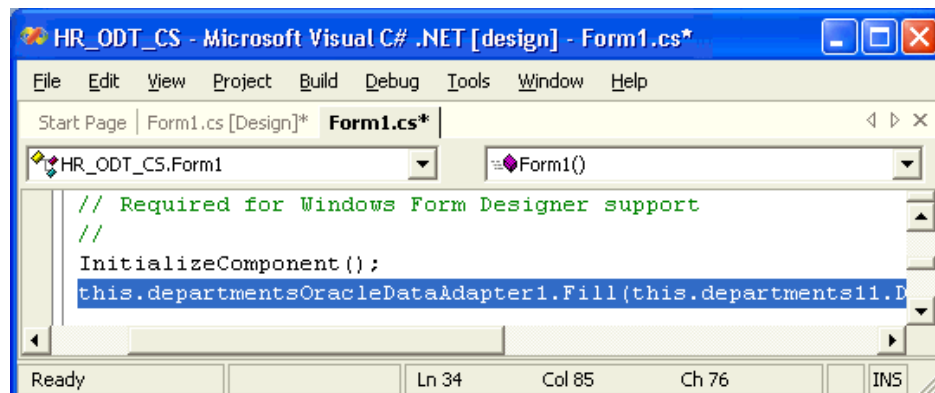 HR_ODT_CS - Microsoft Visual C# .NET [design] - Form1.cs*
File Edit View Project Build Debug Tools Window Help
Start Page Form1.cs [Design]* Form1.cs*
HR_ODT_CS.Form1 Form1()
// Required for Windows Form Designer support
//
InitializeComponent();
this.departmentsOracleDataAdapter1.Fill(this.departments11.D
Ready Ln 34 Col 85 Ch 76 INS